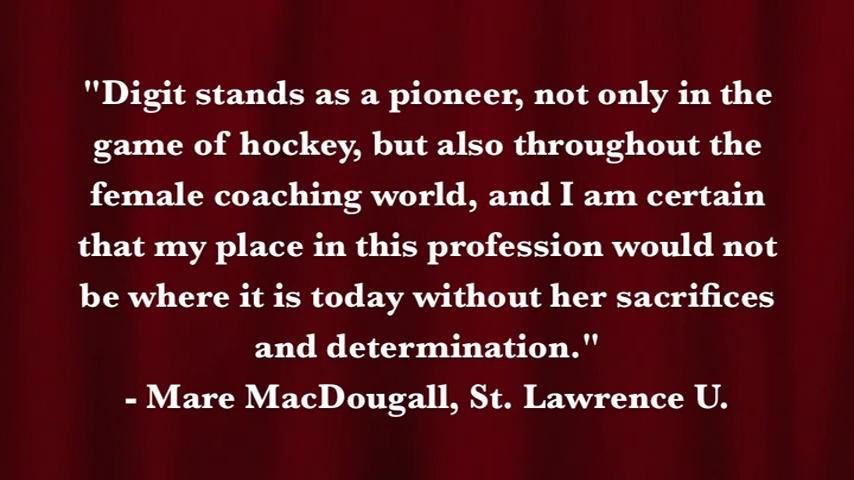 "Digit stands as a pioneer, not only in the
game of hockey, but also throughout the
female coaching world, and I am certain
that my place in this profession would not
be where it is today without her sacrifices
and determination."
- Mare MacDougall, St. Lawrence U.